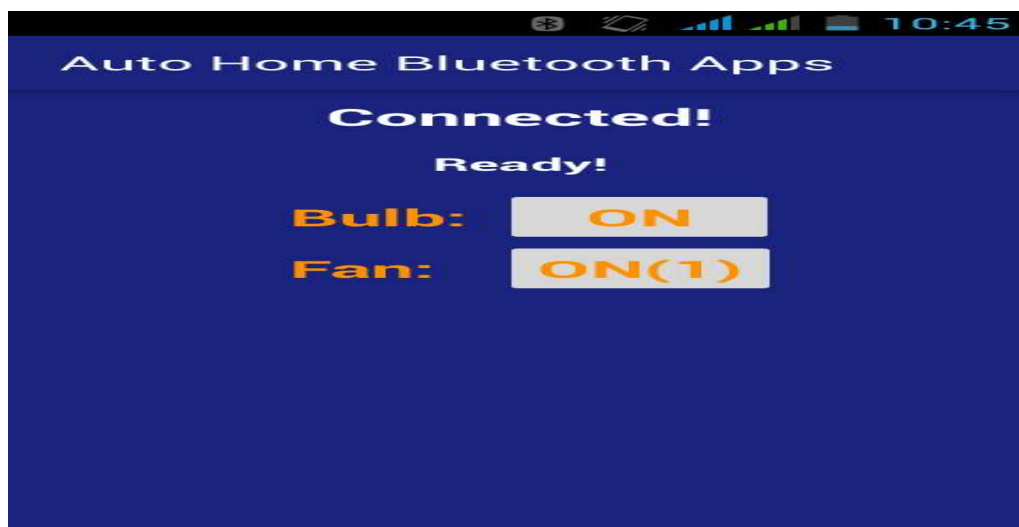 10:45
Auto Home Bluetooth Apps
Connected!
Ready!
Bulb: ON
Fan: ON(1)